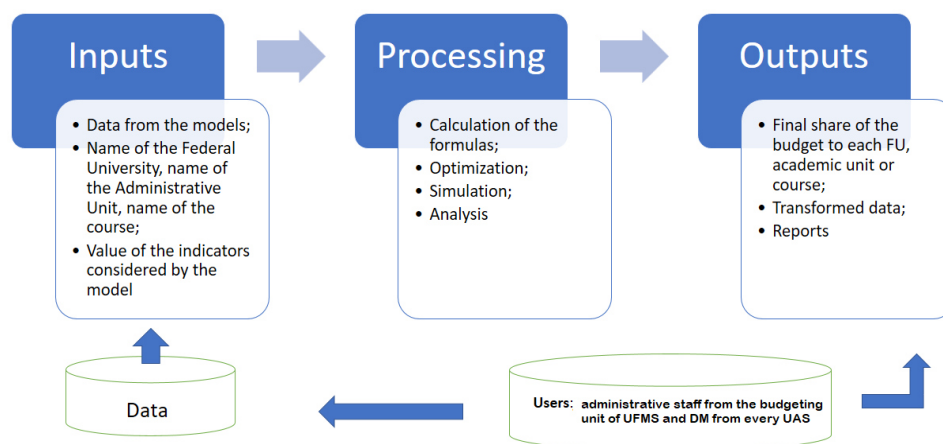 Inputs
Processing
Outputs
• Data from the models;
• Name of the Federal
University, name of
the Administrative
Unit, name of the
course;
• Value of the indicators
considered by the
model
• Calculation of the
formulas;
• Optimization;
• Simulation;
• Analysis
• Final share of the
budget to each FU,
academic unit or
course;
• Transformed data;
• Reports
Data
Users: administrative staff from the budgeting
unit of UFMS and DM from every UAS